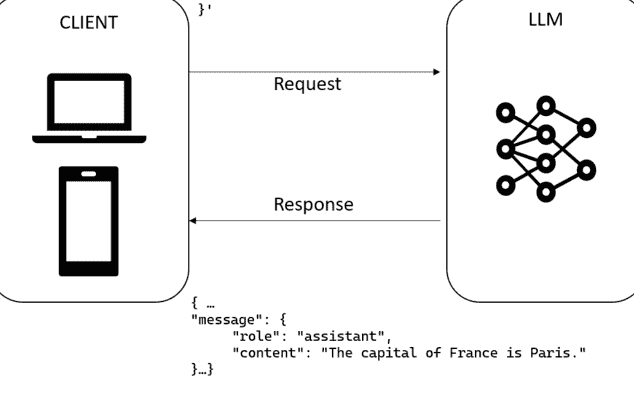 }'
CLIENT
LLM
Request
Response
{ …
"message": {
"role": "assistant",
"content": "The capital of France is Paris."
}…}